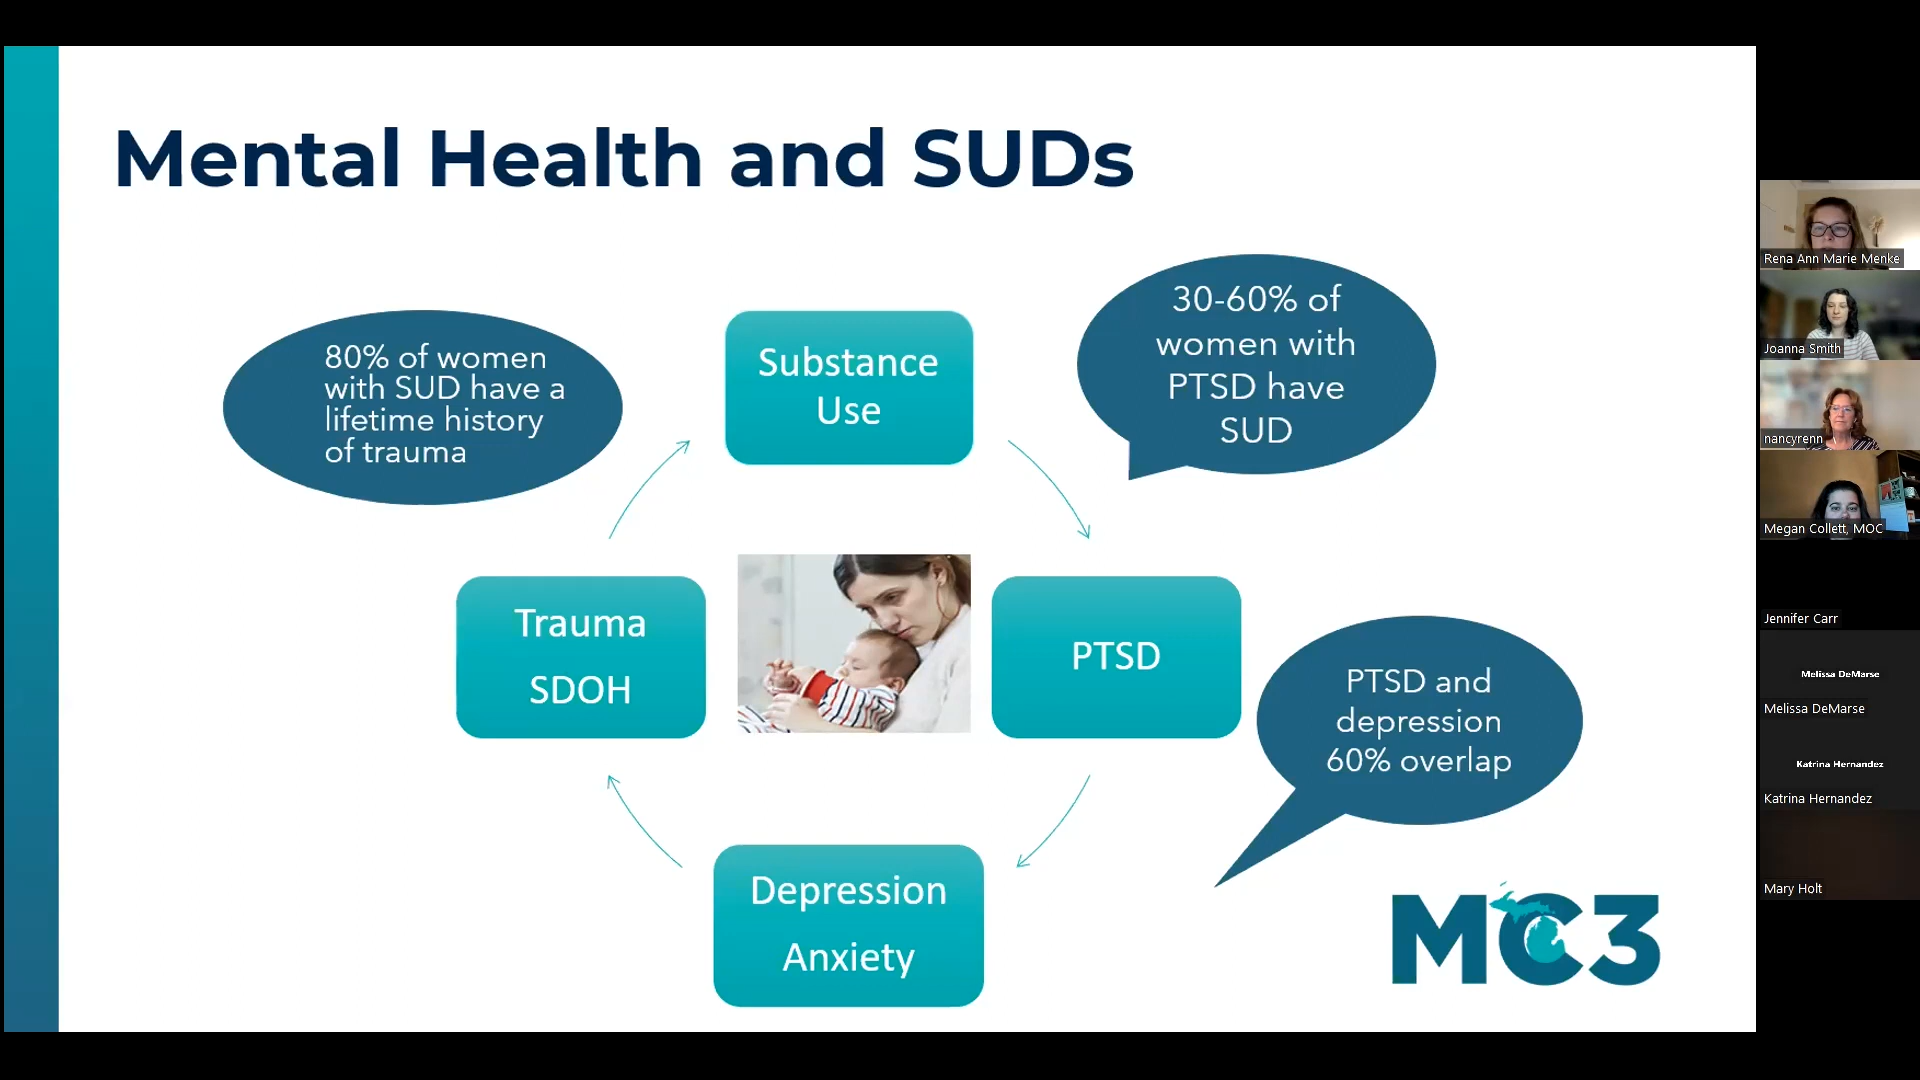 Mental Health and SUDs
80% of women
with SUD have a
lifetime history
of trauma
Substance
Use
30-60% of
women with
PTSD have
SUD
Trauma
SDOH
PTSD
PTSD and
depression
60% overlap
Depression
Anxiety
MC3
Rena Ann Marie Menke
Joanna Smith
nancyrenn
Megan Collett, MOC
Jennifer Carr
Melissa DeMarse
Melissa DeMarse
Katrina Hernandez
Katrina Hernandez
Mary Holt